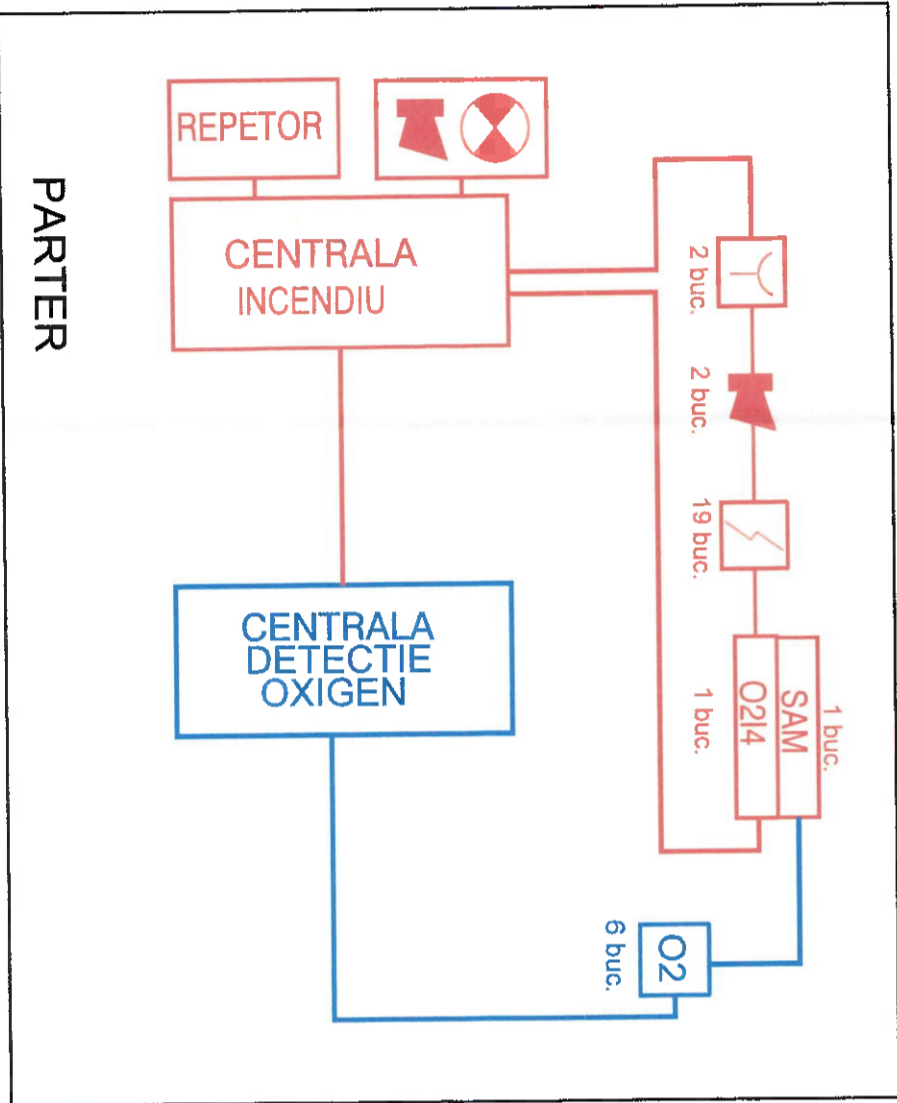 REPETOR
CENTRALA
INCENDIU
2 buc.
2 buc.
19 buc.
1 buc.
SAM
O2I4
1 buc.
CENTRALA
DETECTIE
OXIGEN
O2
6 buc.
PARTER